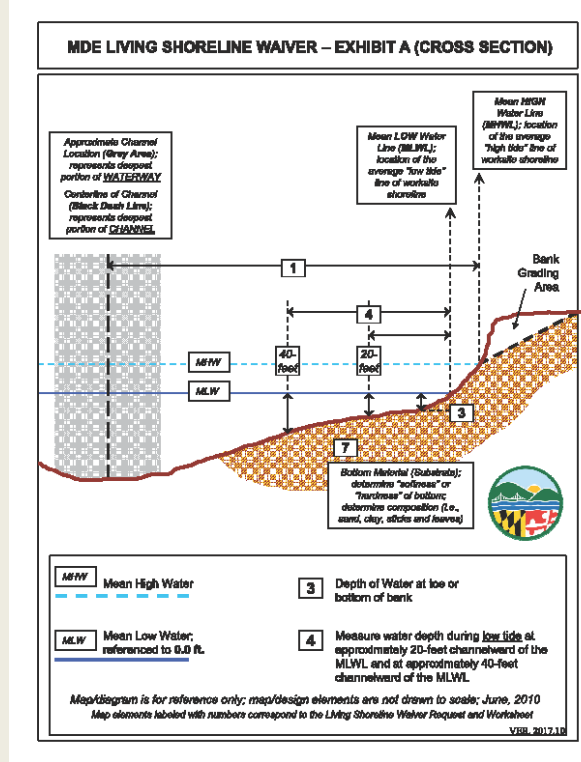 MDE LIVING SHORELINE WAIVER – EXHIBIT A (CROSS SECTION)
Approximate Channel
Location (Gray Area);
represents deepest
portion of WATERWAY
Centerline of Channel
(Black Dash Line);
represents deepest
portion of CHANNEL
Mean LOW Water
Line (MLWL);
location of the
average "low tide"
line of worksite
shoreline
Mean HIGH
Water Line
(MHWL); location
of the average
"high tide" line of
worksite shoreline
1
Bank
Grading
Area
4
40-
feet
20-
feet
MHW
MLW
3
7
Bottom Material (Substrate);
determine "softness" or
"hardness" of bottom;
determine composition (i.e.,
sand, clay, sticks and leaves)
MHW
Mean High Water
MLW
Mean Low Water;
referenced to 0.0 ft.
3
Depth of Water at toe or
bottom of bank
4
Measure water depth during low tide at
approximately 20-feet channelward of the
MLWL and at approximately 40-feet
channelward of the MLWL
Map/diagram is for reference only; map/design elements are not drawn to scale; June, 2010
Map elements labeled with numbers correspond to the Living Shoreline Waiver Request and Worksheet
VER. 2017.10